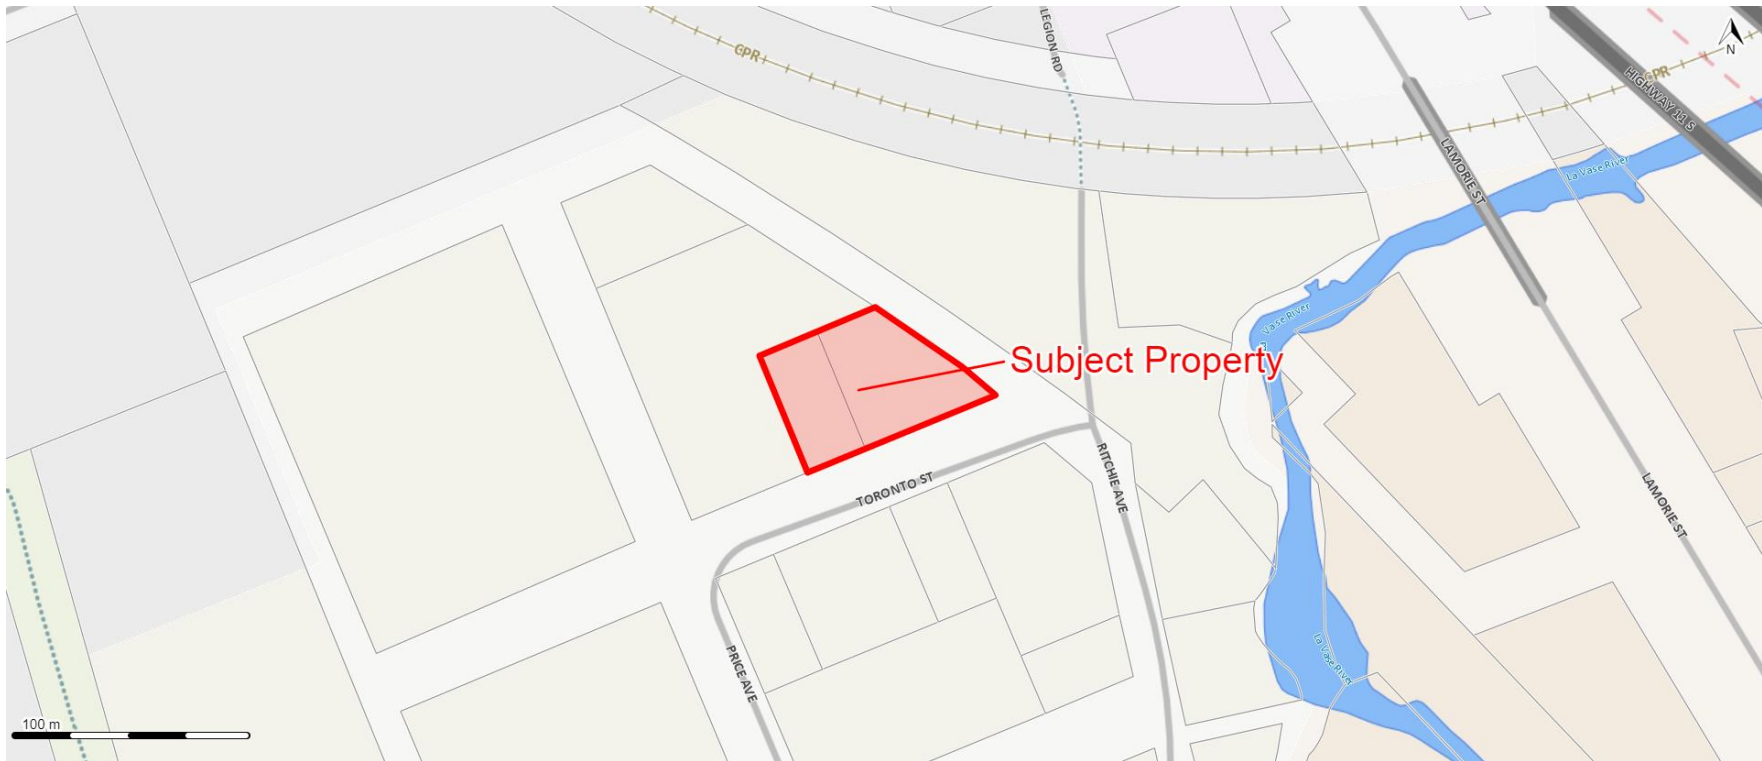 LEGION RD
CPR
N
CPR
HIGHWAY 11 S
LAMORIE ST
La Vase River
Vase River
Subject Property
RITCHIE AVE
TORONTO ST
LAMORIE ST
PRICE AVE
La Vase River
100 m